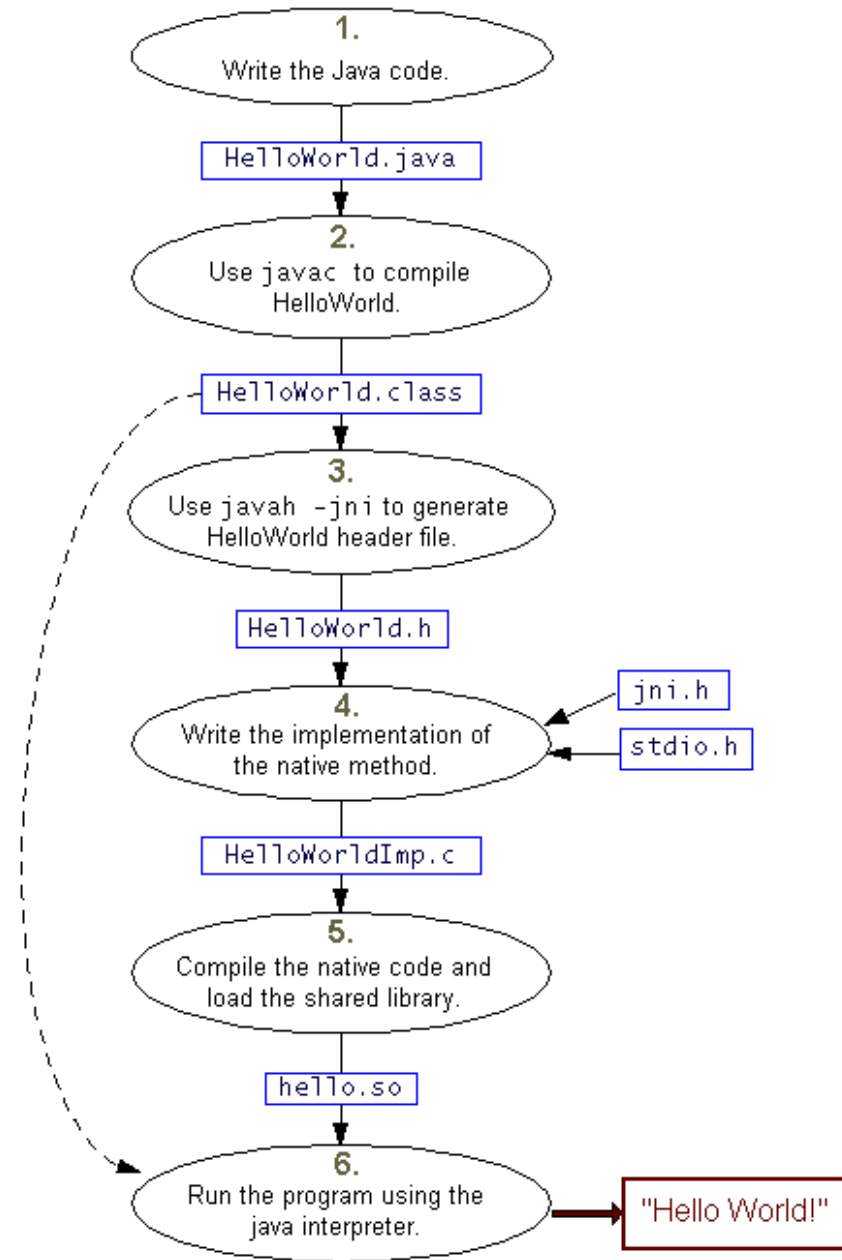 1.
Write the Java code.
HelloWorld.java
2.
Use javac to compile
HelloWorld.
HelloWorld.class
3.
Use javah -jni to generate
HelloWorld header file.
HelloWorld.h
4.
Write the implementation of
the native method.
jni.h
stdio.h
HelloWorldImp.c
5.
Compile the native code and
load the shared library.
hello.so
6.
Run the program using the
java interpreter.
"Hello World!"